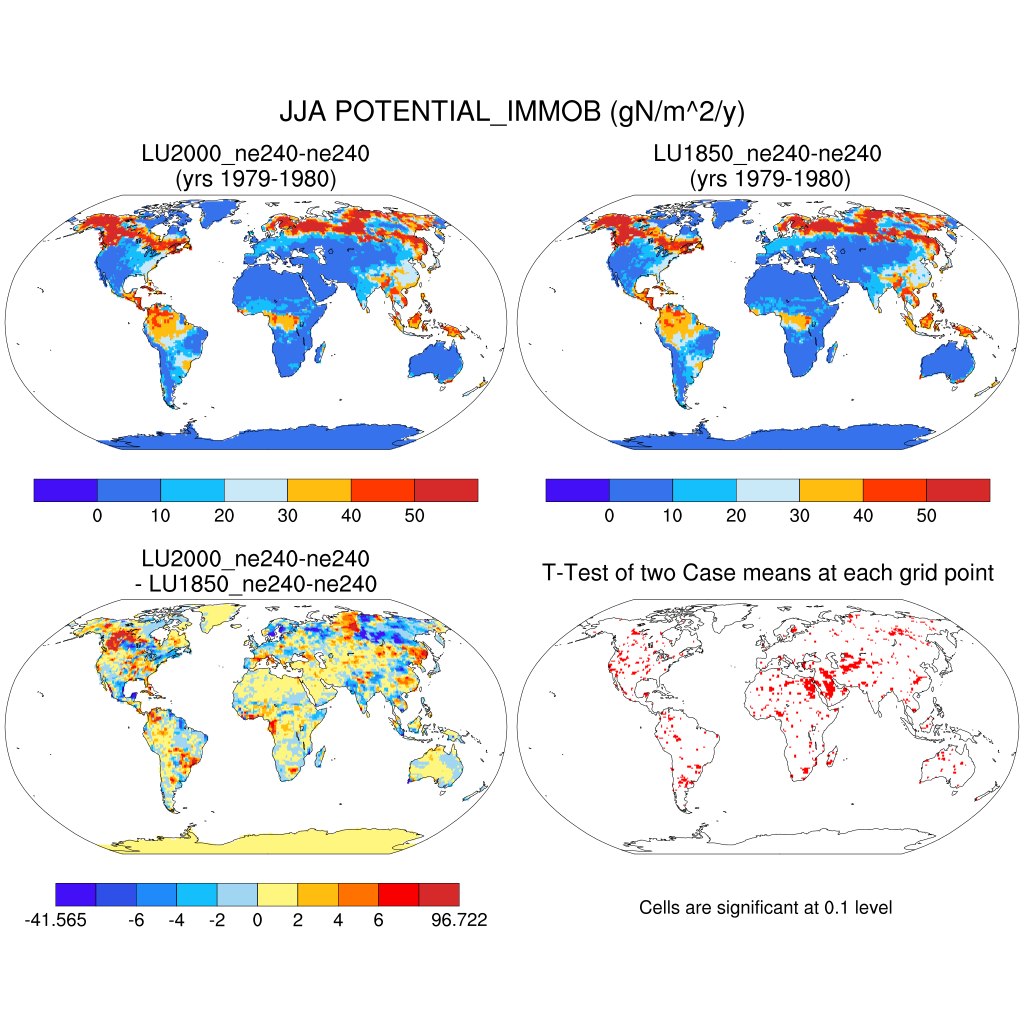 JJA POTENTIAL_IMMOB (gN/m^2/y)
LU2000_ne240-ne240
(yrs 1979-1980)
LU1850_ne240-ne240
(yrs 1979-1980)
0 10 20 30 40 50
0 10 20 30 40 50
LU2000_ne240-ne240
- LU1850_ne240-ne240
T-Test of two Case means at each grid point
-41.565 -6 -4 -2 0 2 4 6 96.722
Cells are significant at 0.1 level